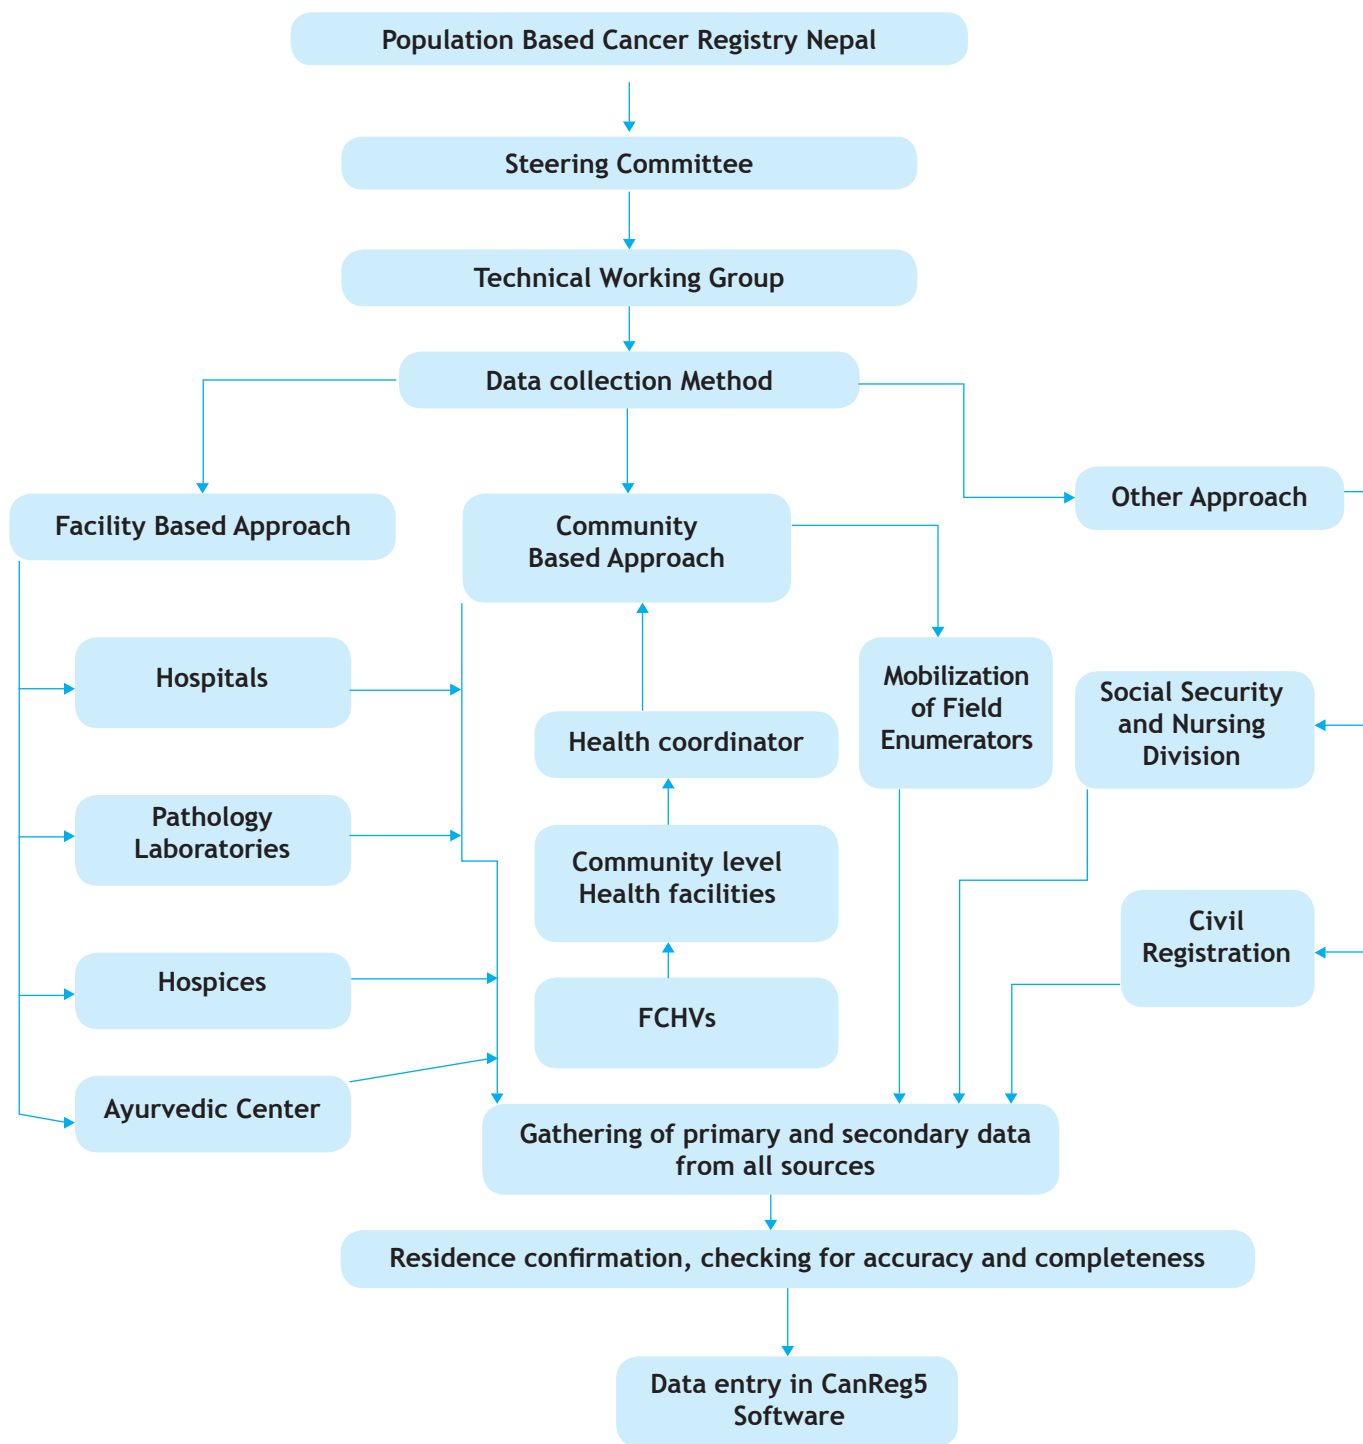 Population Based Cancer Registry Nepal
Steering Committee
Technical Working Group
Data collection Method
Facility Based Approach
Community
Based Approach
Other Approach
Hospitals
Pathology
Laboratories
Hospices
Ayurvedic Center
Health coordinator
Community level
Health facilities
FCHVs
Mobilization
of Field
Enumerators
Social Security
and Nursing
Division
Civil
Registration
Gathering of primary and secondary data
from all sources
Residence confirmation, checking for accuracy and completeness
Data entry in CanReg5
Software